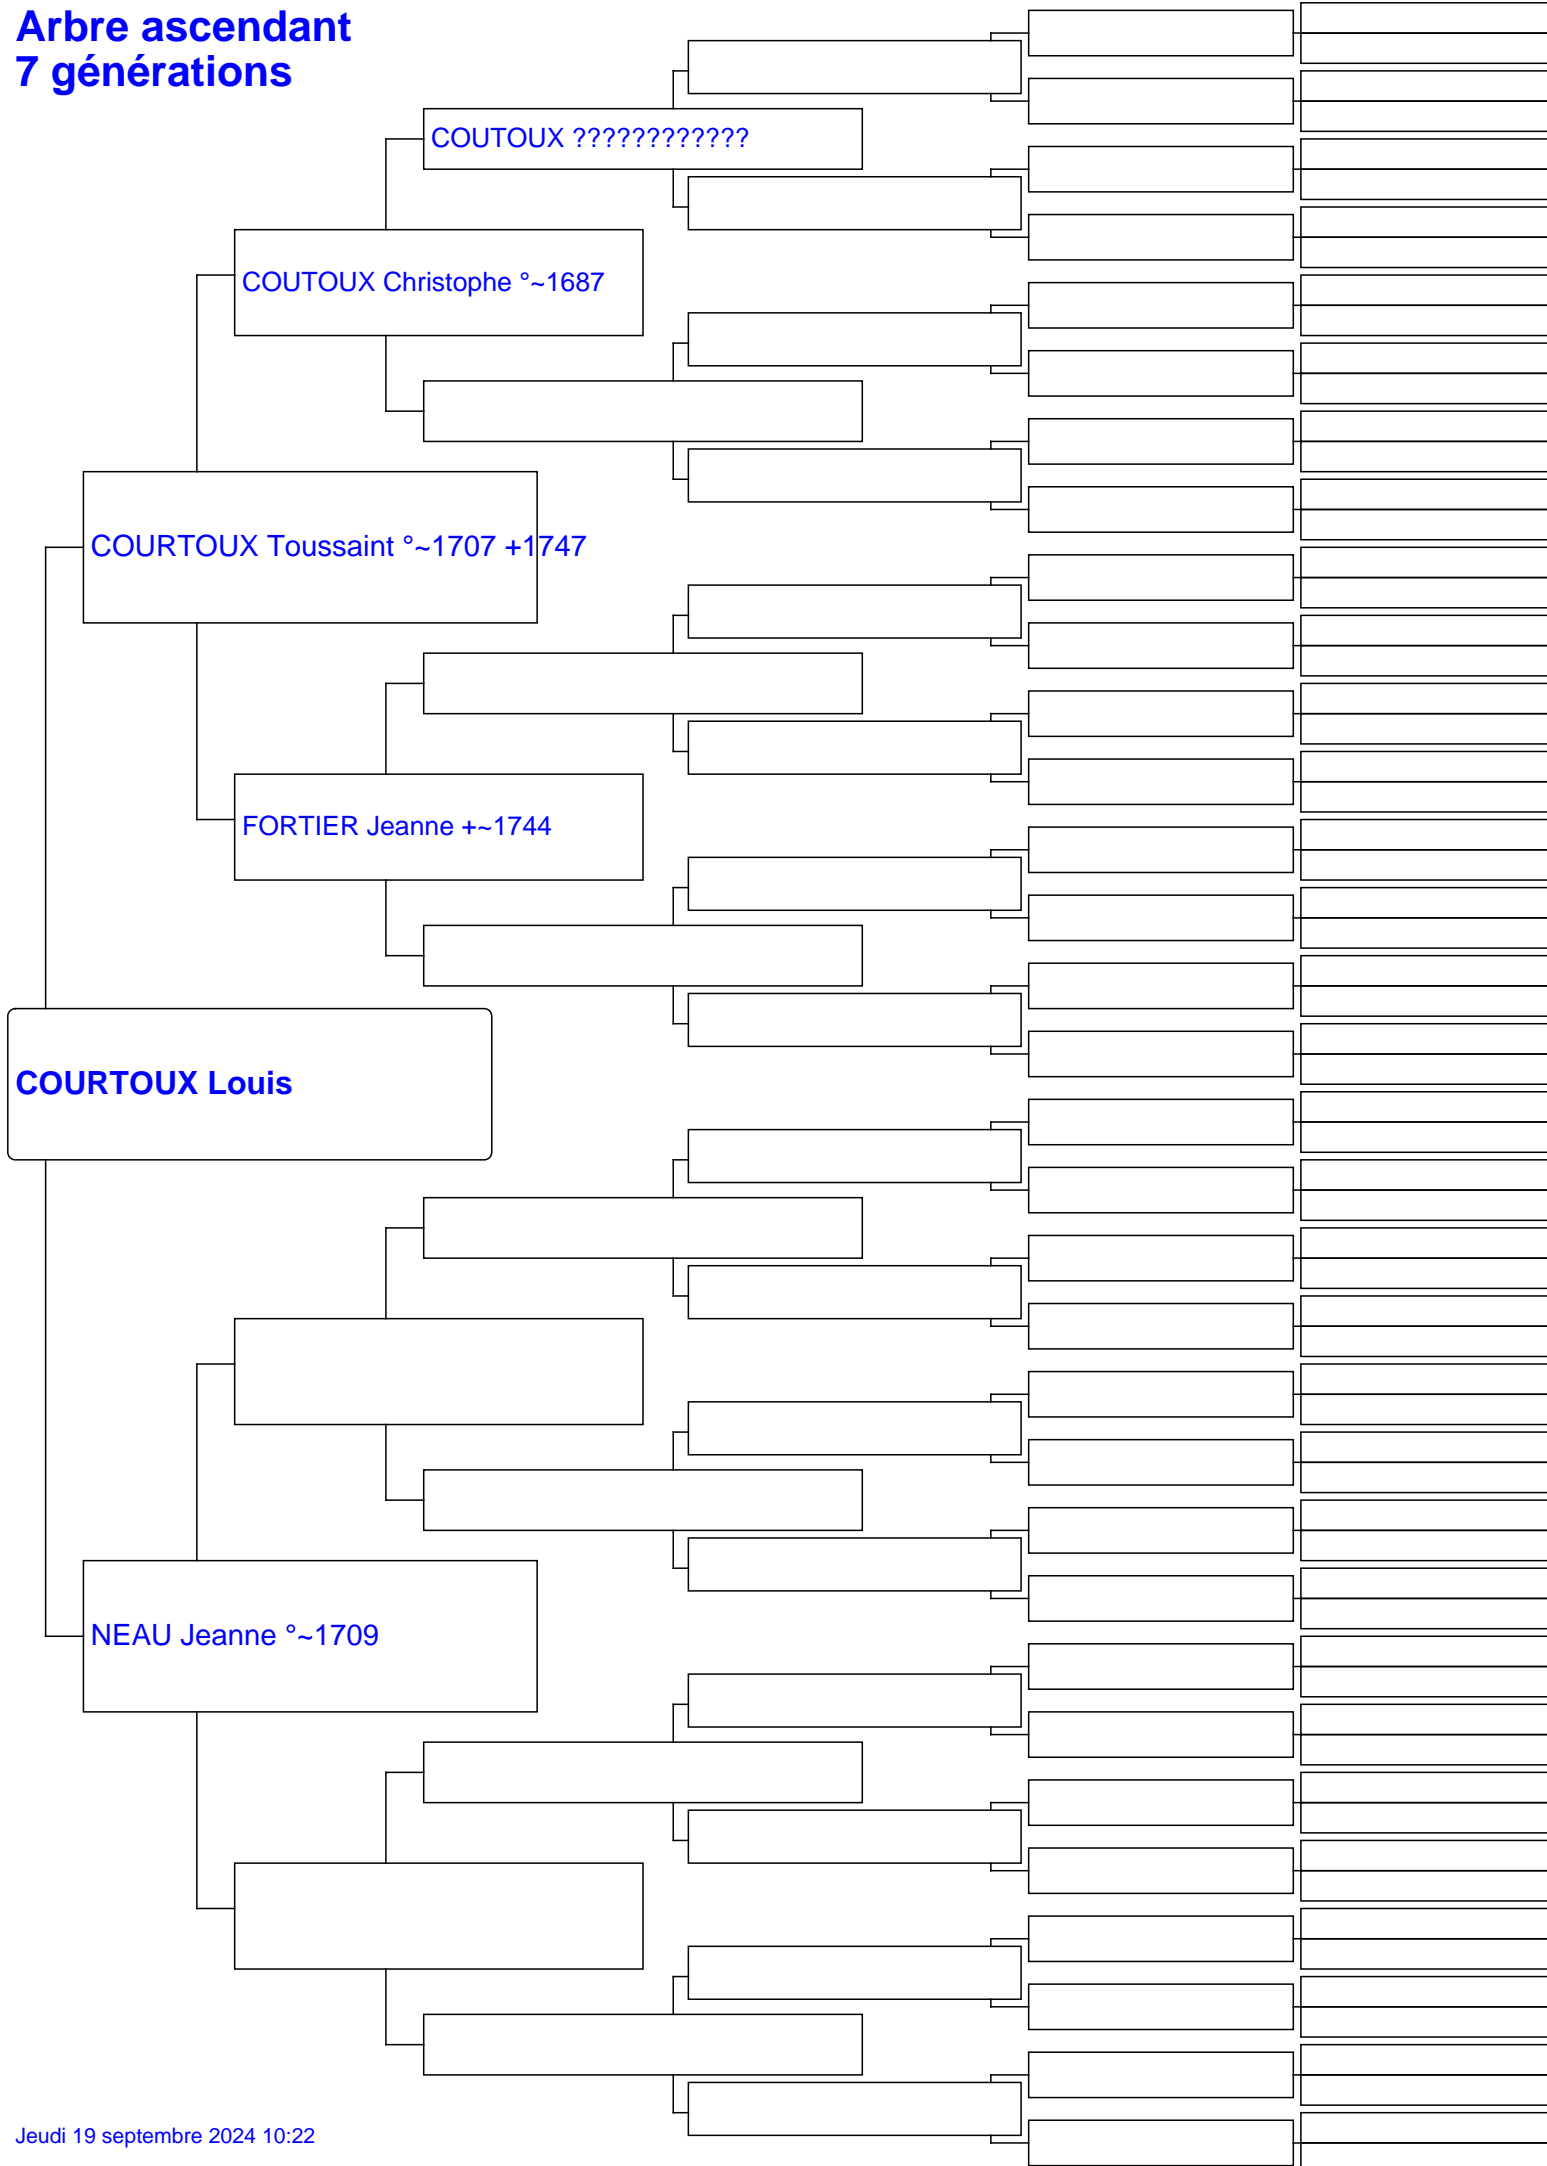 Arbre ascendant
7 générations
COUTOUX ????????????
COUTOUX Christophe °~1687
COURTOUX Toussaint °~1707 +1747
FORTIER Jeanne +~1744
COURTOUX Louis
NEAU Jeanne °~1709
Jeudi 19 septembre 2024 10:22